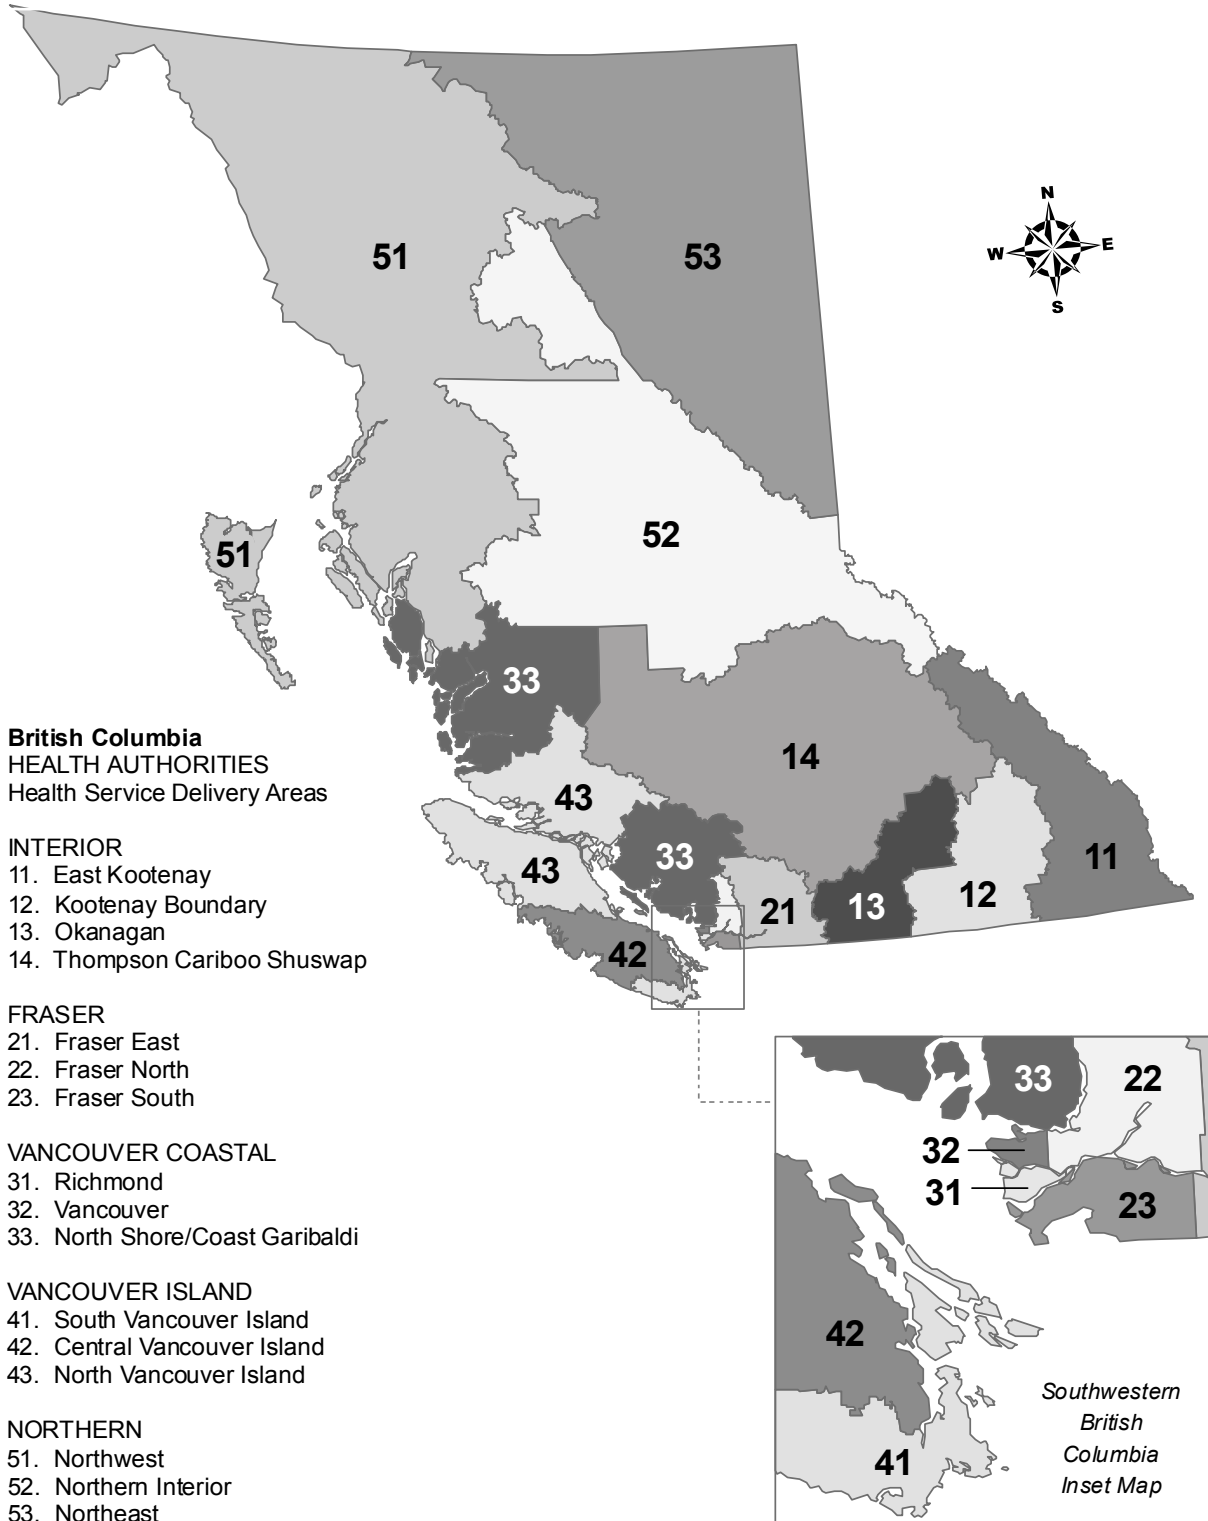 51
53
N
W
E
S
52
51
33
14
43
33
43
11
12
13
21
42
British Columbia
HEALTH AUTHORITIES
Health Service Delivery Areas
INTERIOR
11. East Kootenay
12. Kootenay Boundary
13. Okanagan
14. Thompson Cariboo Shuswap
FRASER
21. Fraser East
22. Fraser North
23. Fraser South
VANCOUVER COASTAL
31. Richmond
32. Vancouver
33. North Shore/Coast Garibaldi
VANCOUVER ISLAND
41. South Vancouver Island
42. Central Vancouver Island
43. North Vancouver Island
NORTHERN
51. Northwest
52. Northern Interior
53. Northeast
33
22
32
31
23
42
41
Southwestern
British
Columbia
Inset Map